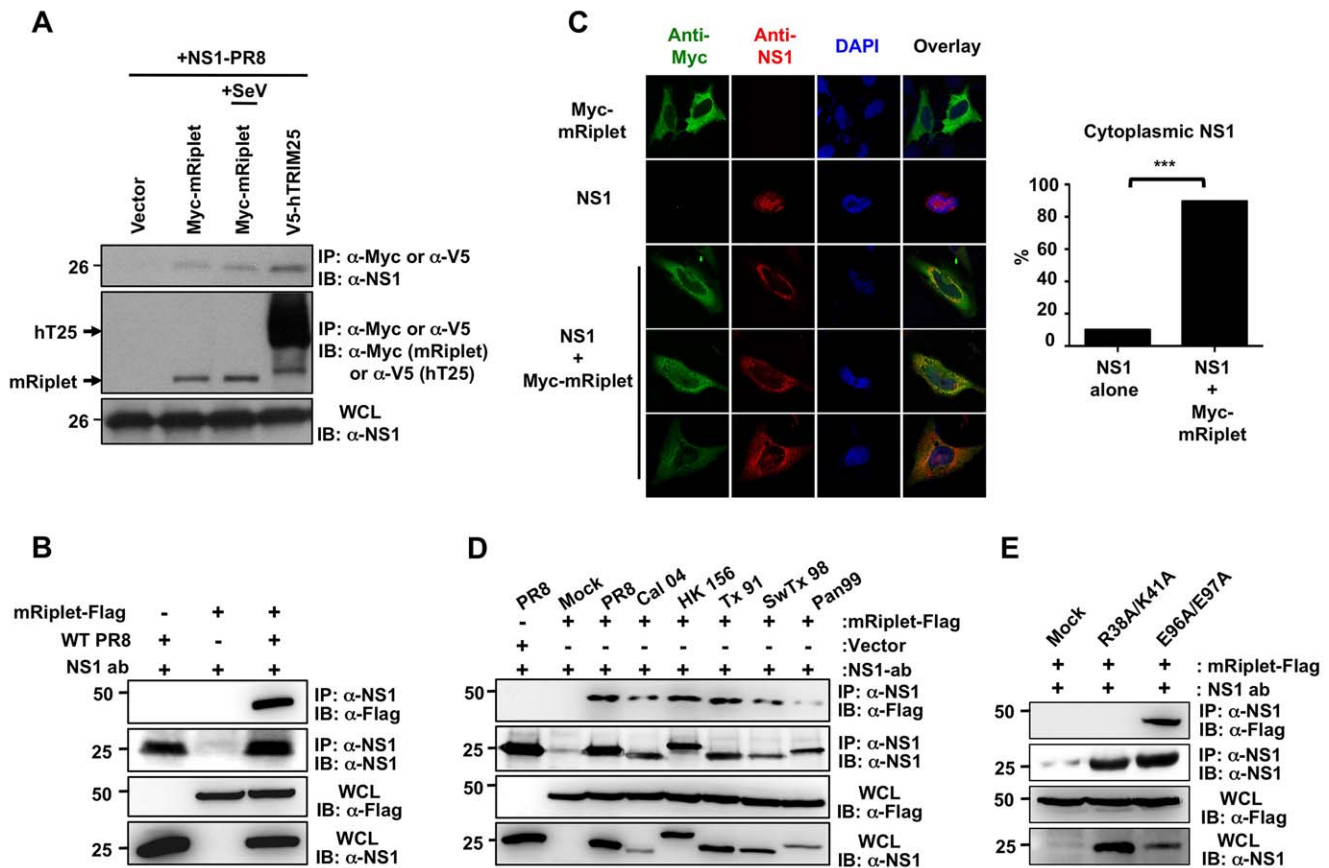 A
+NS1-PR8
+SeV
Vector
Myc-mRiplet
Myc-mRiplet
V5-hTRIM25
26
IP: α-Myc or α-V5
IB: α-NS1
hT25
mRiplet
IP: α-Myc or α-V5
IB: α-Myc (mRiplet)
or α-V5 (hT25)
26
WCL
IB: α-NS1
C
Anti-Myc Anti-NS1 DAPI Overlay
Myc-
mRiplet
NS1
NS1
+
Myc-mRiplet
Cytoplasmic NS1
***
%
100
80
60
40
20
0
NS1
alone
NS1
+
Myc-
mRiplet
B
mRiplet-Flag - + +
WT PR8 + - +
NS1 ab + + +
50
IP: α-NS1
IB: α-Flag
25
IP: α-NS1
IB: α-NS1
50
WCL
IB: α-Flag
25
WCL
IB: α-NS1
D
PR8 Mock PR8 Cal 04 HK 156 Tx 91 SwTx 98 Pan99
- + + + + + + + :mRiplet-Flag
+ - - - - - - - :Vector
+ + + + + + + + :NS1-ab
50
IP: α-NS1
IB: α-Flag
25
IP: α-NS1
IB: α-NS1
50
WCL
IB: α-Flag
25
WCL
IB: α-NS1
E
Mock R38A/K41A E96A/E97A
+ + + : mRiplet-Flag
+ + + : NS1 ab
50
IP: α-NS1
IB: α-Flag
25
IP: α-NS1
IB: α-NS1
50
WCL
IB: α-Flag
25
WCL
IB: α-NS1